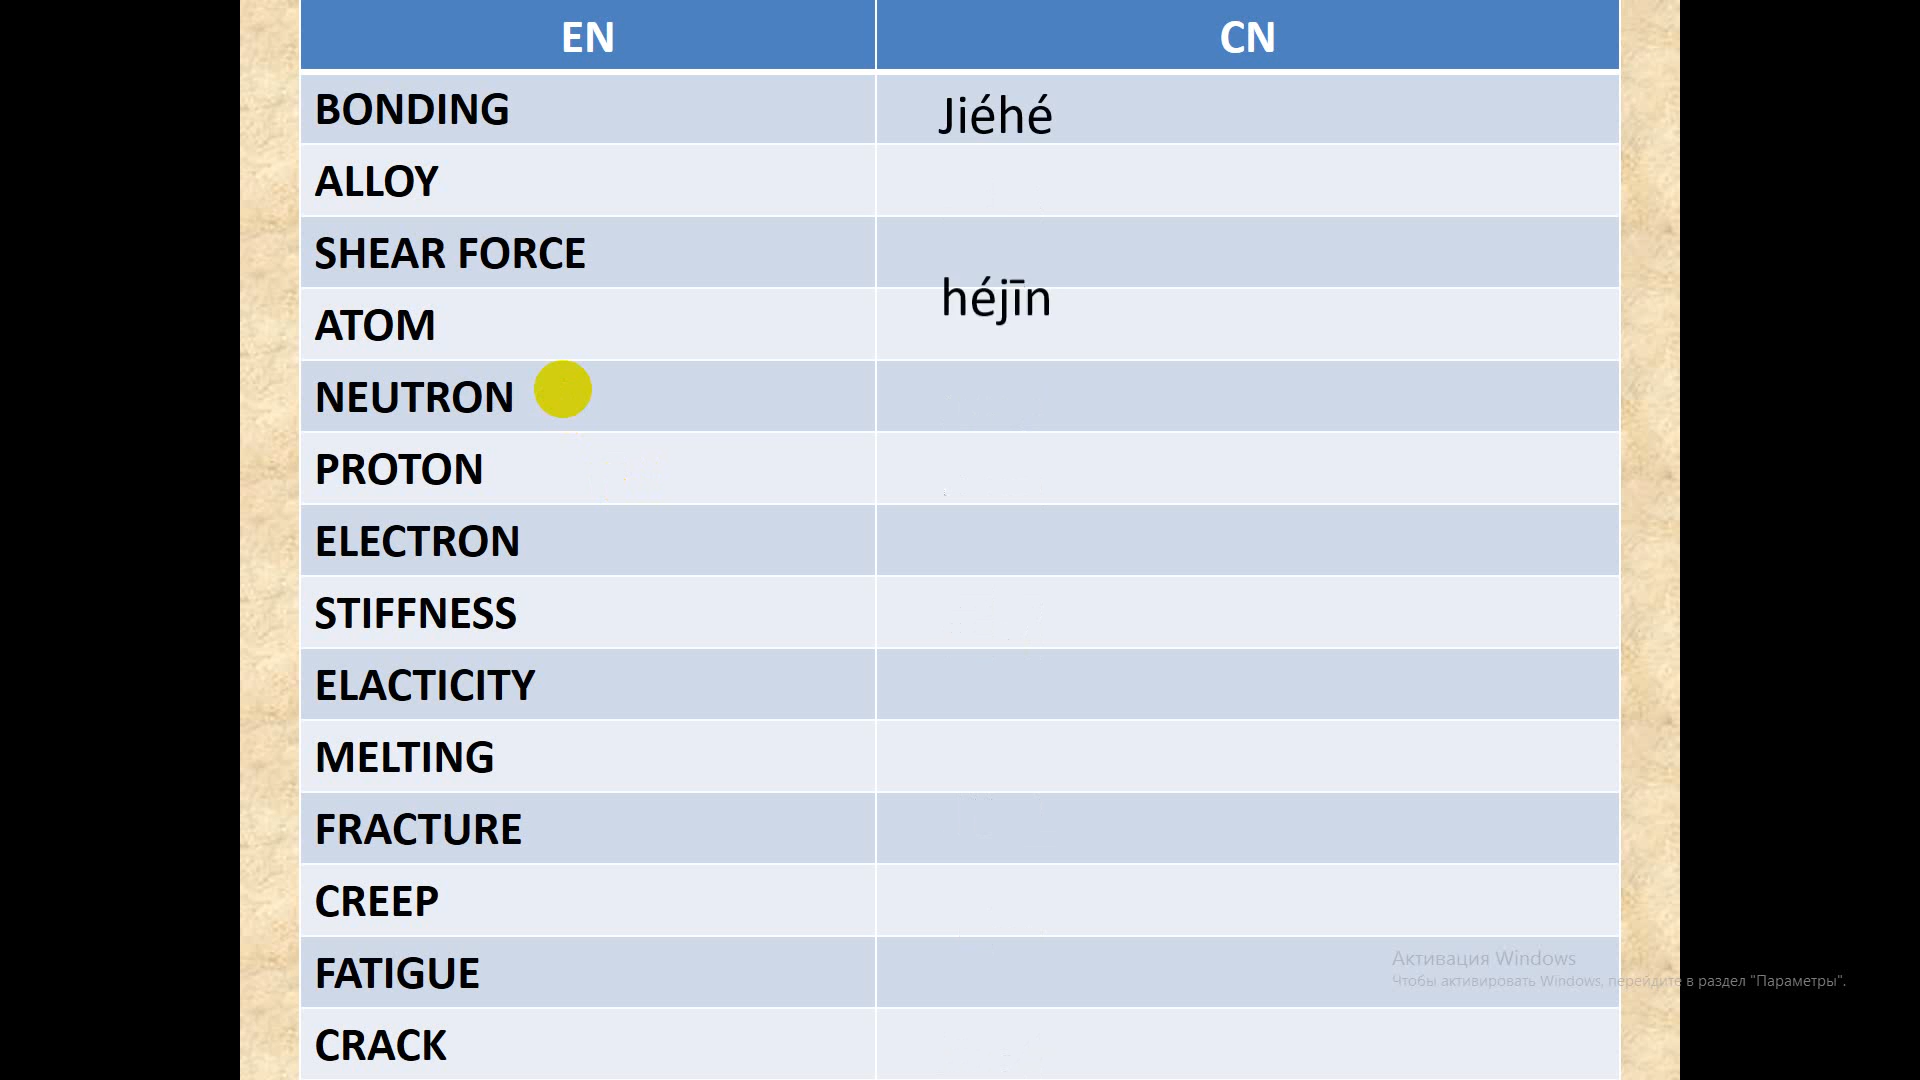 EN CN
BONDING Jiéhé
ALLOY
SHEAR FORCE
héjīn
ATOM
NEUTRON
PROTON
ELECTRON
STIFFNESS
ELACTICITY
MELTING
FRACTURE
CREEP
FATIGUE
CRACK
Активация Windows
Чтобы активировать Windows, перейдите в раздел "Параметры".